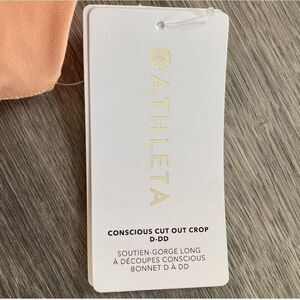 ATHLETA
CONSCIOUS CUT OUT CROP
D-DD
SOUTIEN-GORGE LONG
À DÉCOUPES CONSCIOUS
BONNET D À DD